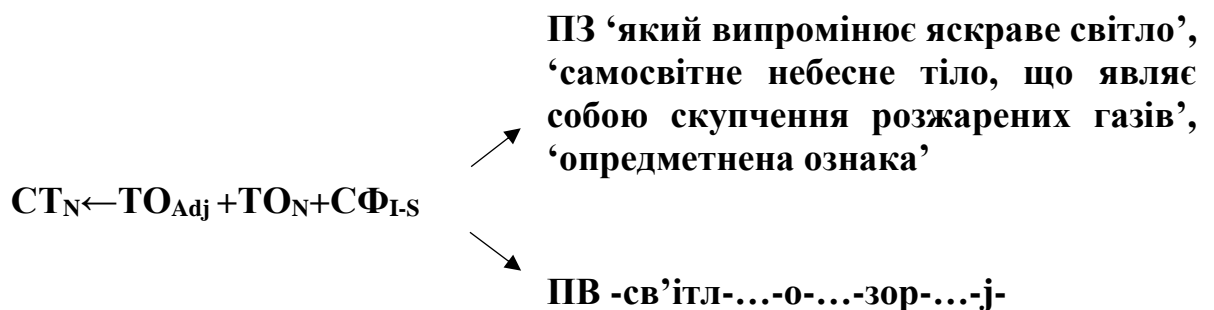 ПЗ ‘який випромінює яскраве світло’,
‘самосвітне небесне тіло, що являє
собою скупчення розжарених газів’,
‘опредметнена ознака’
СТN←ТОAdj +ТОN+СФI-S
ПВ -св’ітл-…-о-…-зор-…-j-